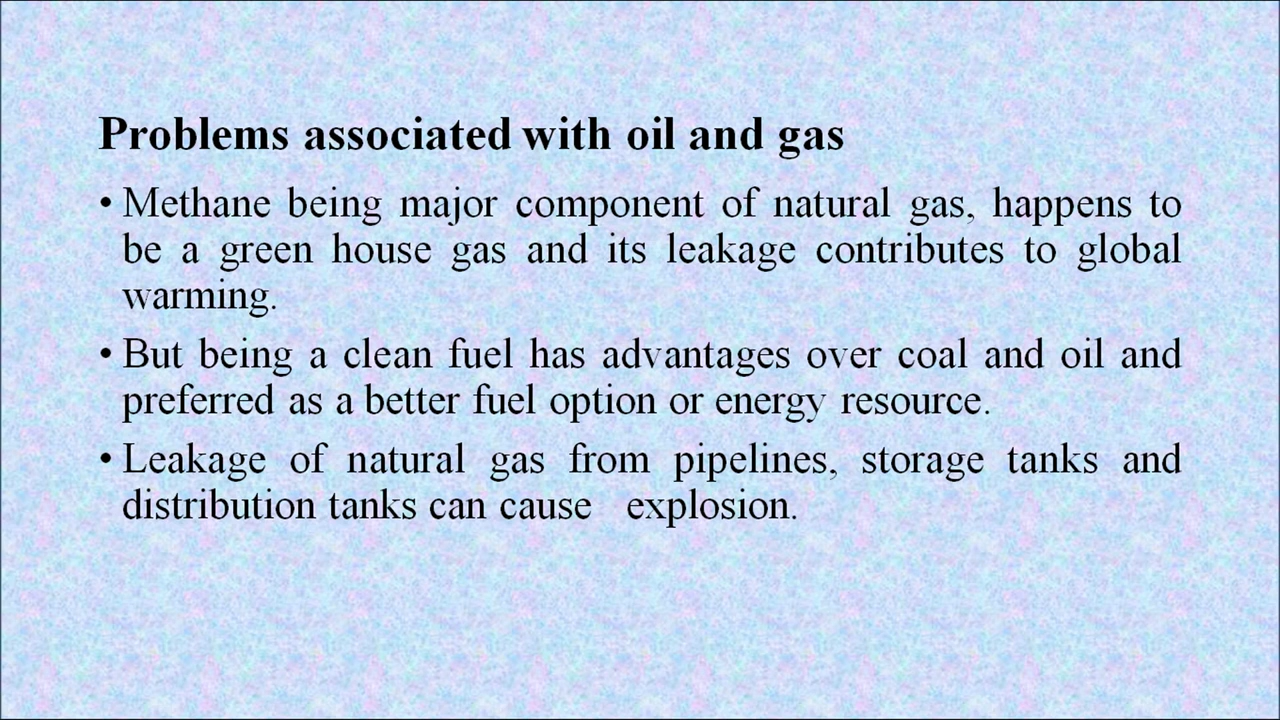 Problems associated with oil and gas
• Methane being major component of natural gas, happens to
be a green house gas and its leakage contributes to global
warming.
• But being a clean fuel has advantages over coal and oil and
preferred as a better fuel option or energy resource.
• Leakage of natural gas from pipelines, storage tanks and
distribution tanks can cause   explosion.